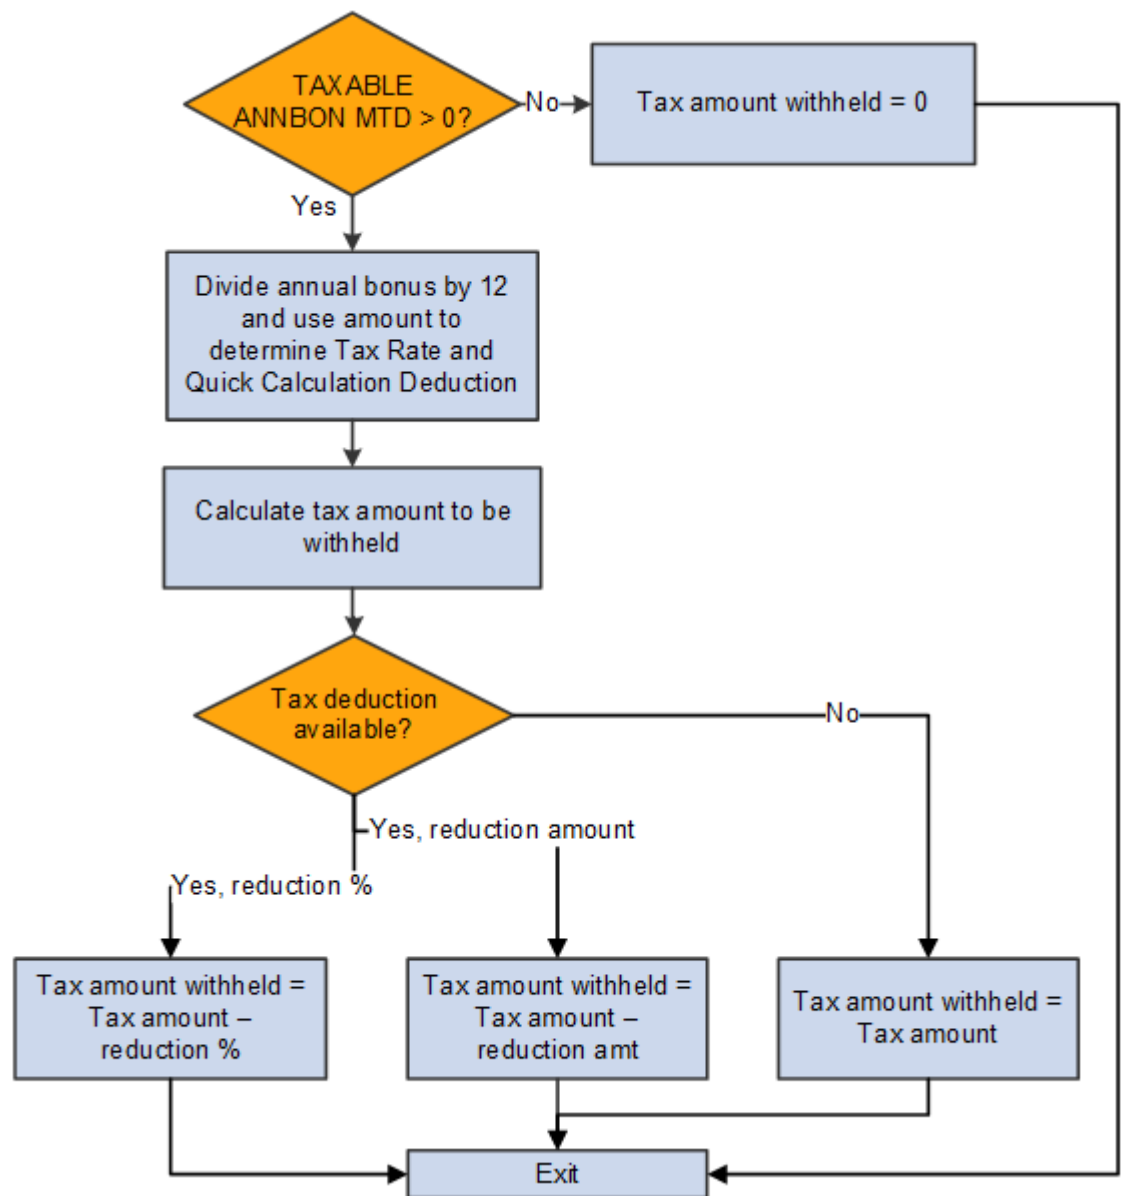 TAXABLE
ANNBON MTD > 0?
No
Tax amount withheld = 0
Yes
Divide annual bonus by 12
and use amount to
determine Tax Rate and
Quick Calculation Deduction
Calculate tax amount to be
withheld
Tax deduction
available?
No
Yes, reduction amount
Yes, reduction %
Tax amount withheld =
Tax amount –
reduction %
Tax amount withheld =
Tax amount –
reduction amt
Tax amount withheld =
Tax amount
Exit